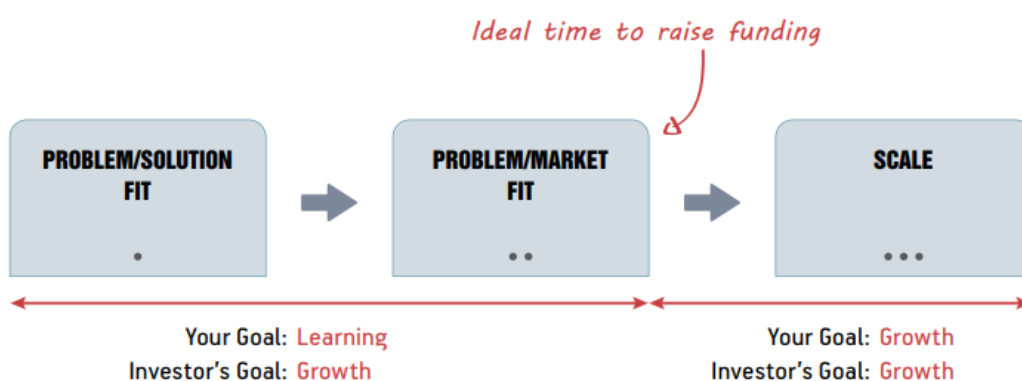 Ideal time to raise funding
PROBLEM/SOLUTION
FIT
PROBLEM/MARKET
FIT
SCALE
Your Goal: Learning
Investor's Goal: Growth
Your Goal: Growth
Investor's Goal: Growth